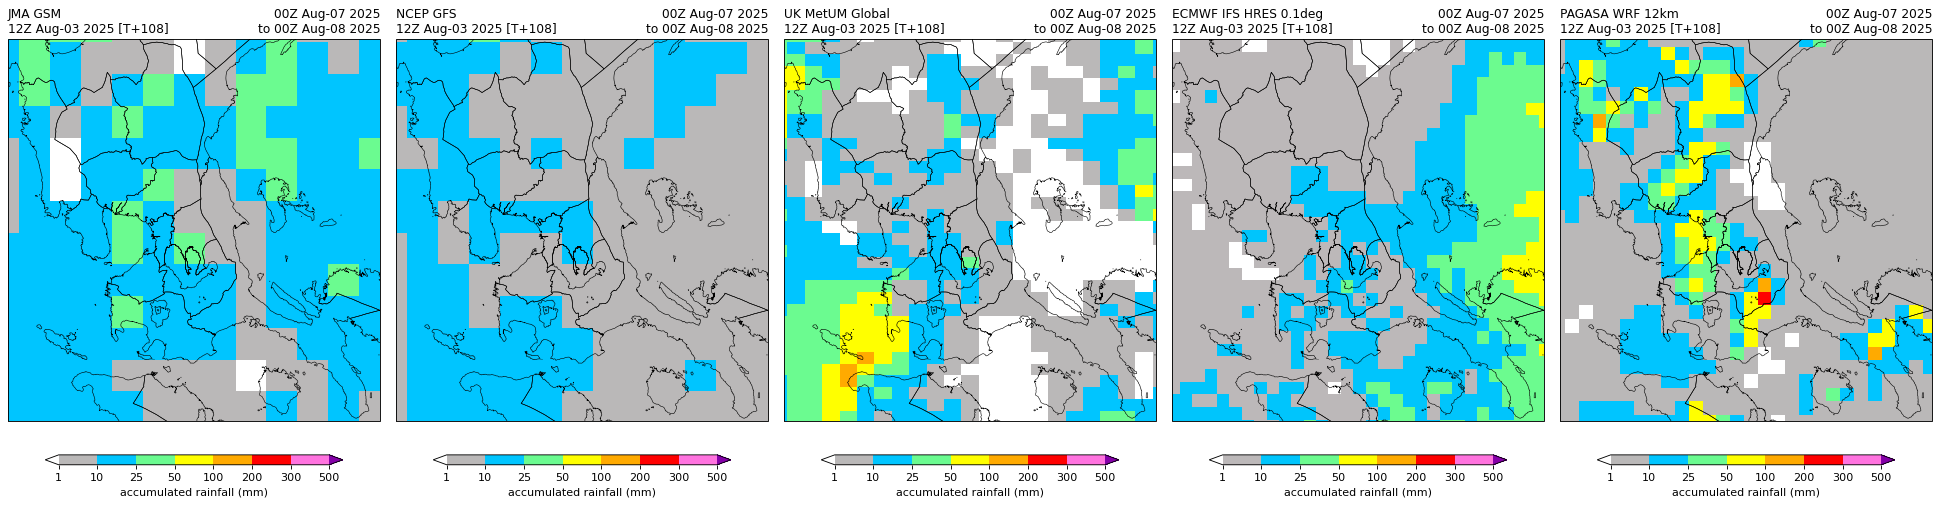 JMA GSM
00Z Aug-07 2025
12Z Aug-03 2025 [T+108]
to 00Z Aug-08 2025
NCEP GFS
00Z Aug-07 2025
12Z Aug-03 2025 [T+108]
to 00Z Aug-08 2025
UK MetUM Global
00Z Aug-07 2025
12Z Aug-03 2025 [T+108]
to 00Z Aug-08 2025
ECMWF IFS HRES 0.1deg
00Z Aug-07 2025
12Z Aug-03 2025 [T+108]
to 00Z Aug-08 2025
PAGASA WRF 12km
00Z Aug-07 2025
12Z Aug-03 2025 [T+108]
to 00Z Aug-08 2025
1 10 25 50 100 200 300 500
accumulated rainfall (mm)
1 10 25 50 100 200 300 500
accumulated rainfall (mm)
1 10 25 50 100 200 300 500
accumulated rainfall (mm)
1 10 25 50 100 200 300 500
accumulated rainfall (mm)
1 10 25 50 100 200 300 500
accumulated rainfall (mm)